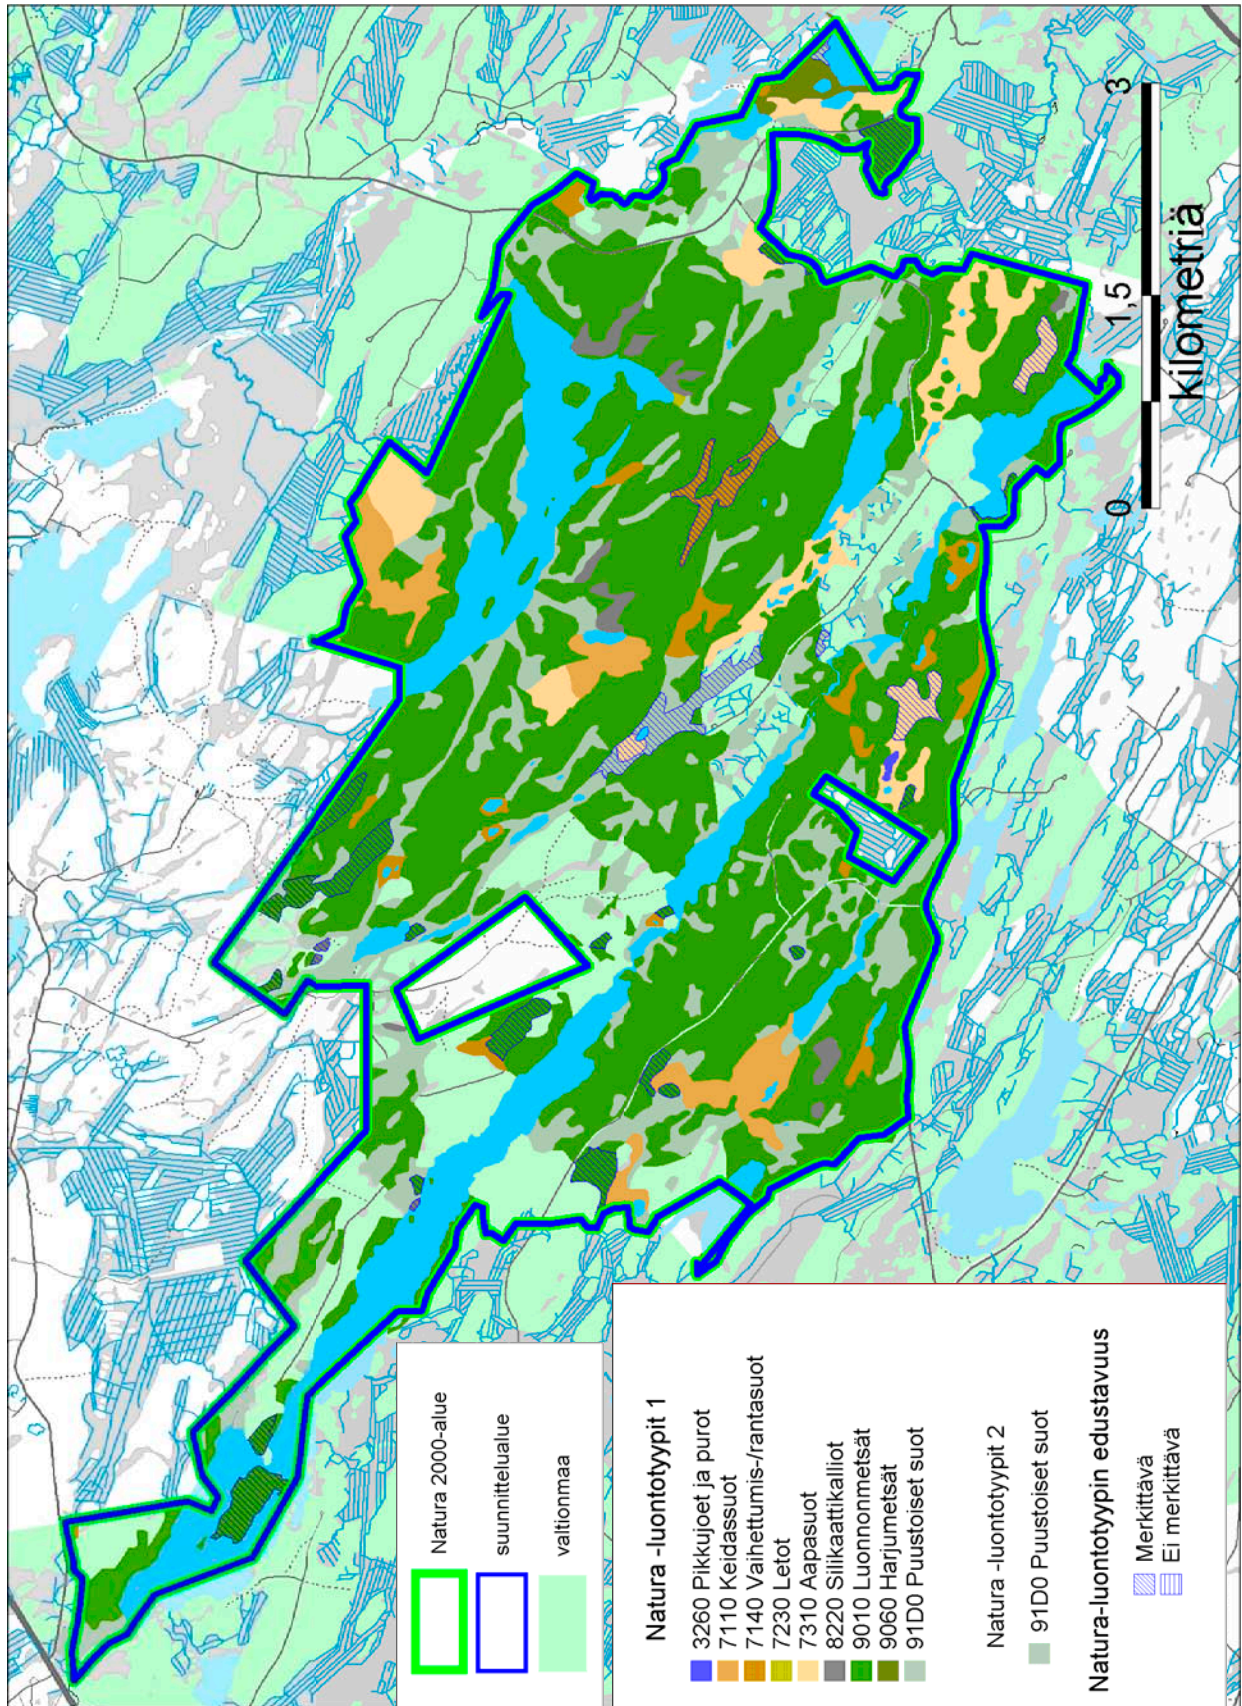 Natura 2000-alue
suunnittelualue
valtionmaa
Natura -luontotyypit 1
3260 Pikkujoet ja purot
7110 Keidassuot
7140 Vaihettumis-/rantasuot
7230 Letot
7310 Aapasuot
8220 Silikaattikalliot
9010 Luonnonmetsät
9060 Harjumetsät
91D0 Puustoiset suot
Natura -luontotyypit 2
91D0 Puustoiset suot
Natura-luontotyypin edustavuus
Merkittävä
Ei merkittävä
0 1,5 3
kilometriä